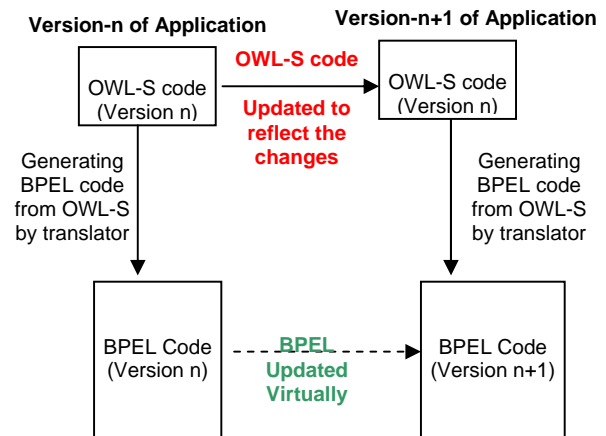 Version-n of Application
Version-n+1 of Application
OWL-S code
(Version n)
OWL-S code
Updated to
reflect the
changes
OWL-S code
(Version n)
Generating
BPEL code
from OWL-S
by translator
Generating
BPEL code
from OWL-S
by translator
BPEL Code
(Version n)
BPEL
Updated
Virtually
BPEL Code
(Version n+1)